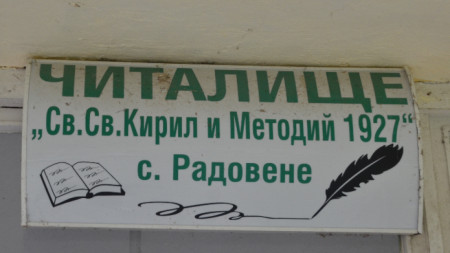 ЧИТАЛИЩЕ
„Св.Св.Кирил и Методий 1927“
с. Радовене